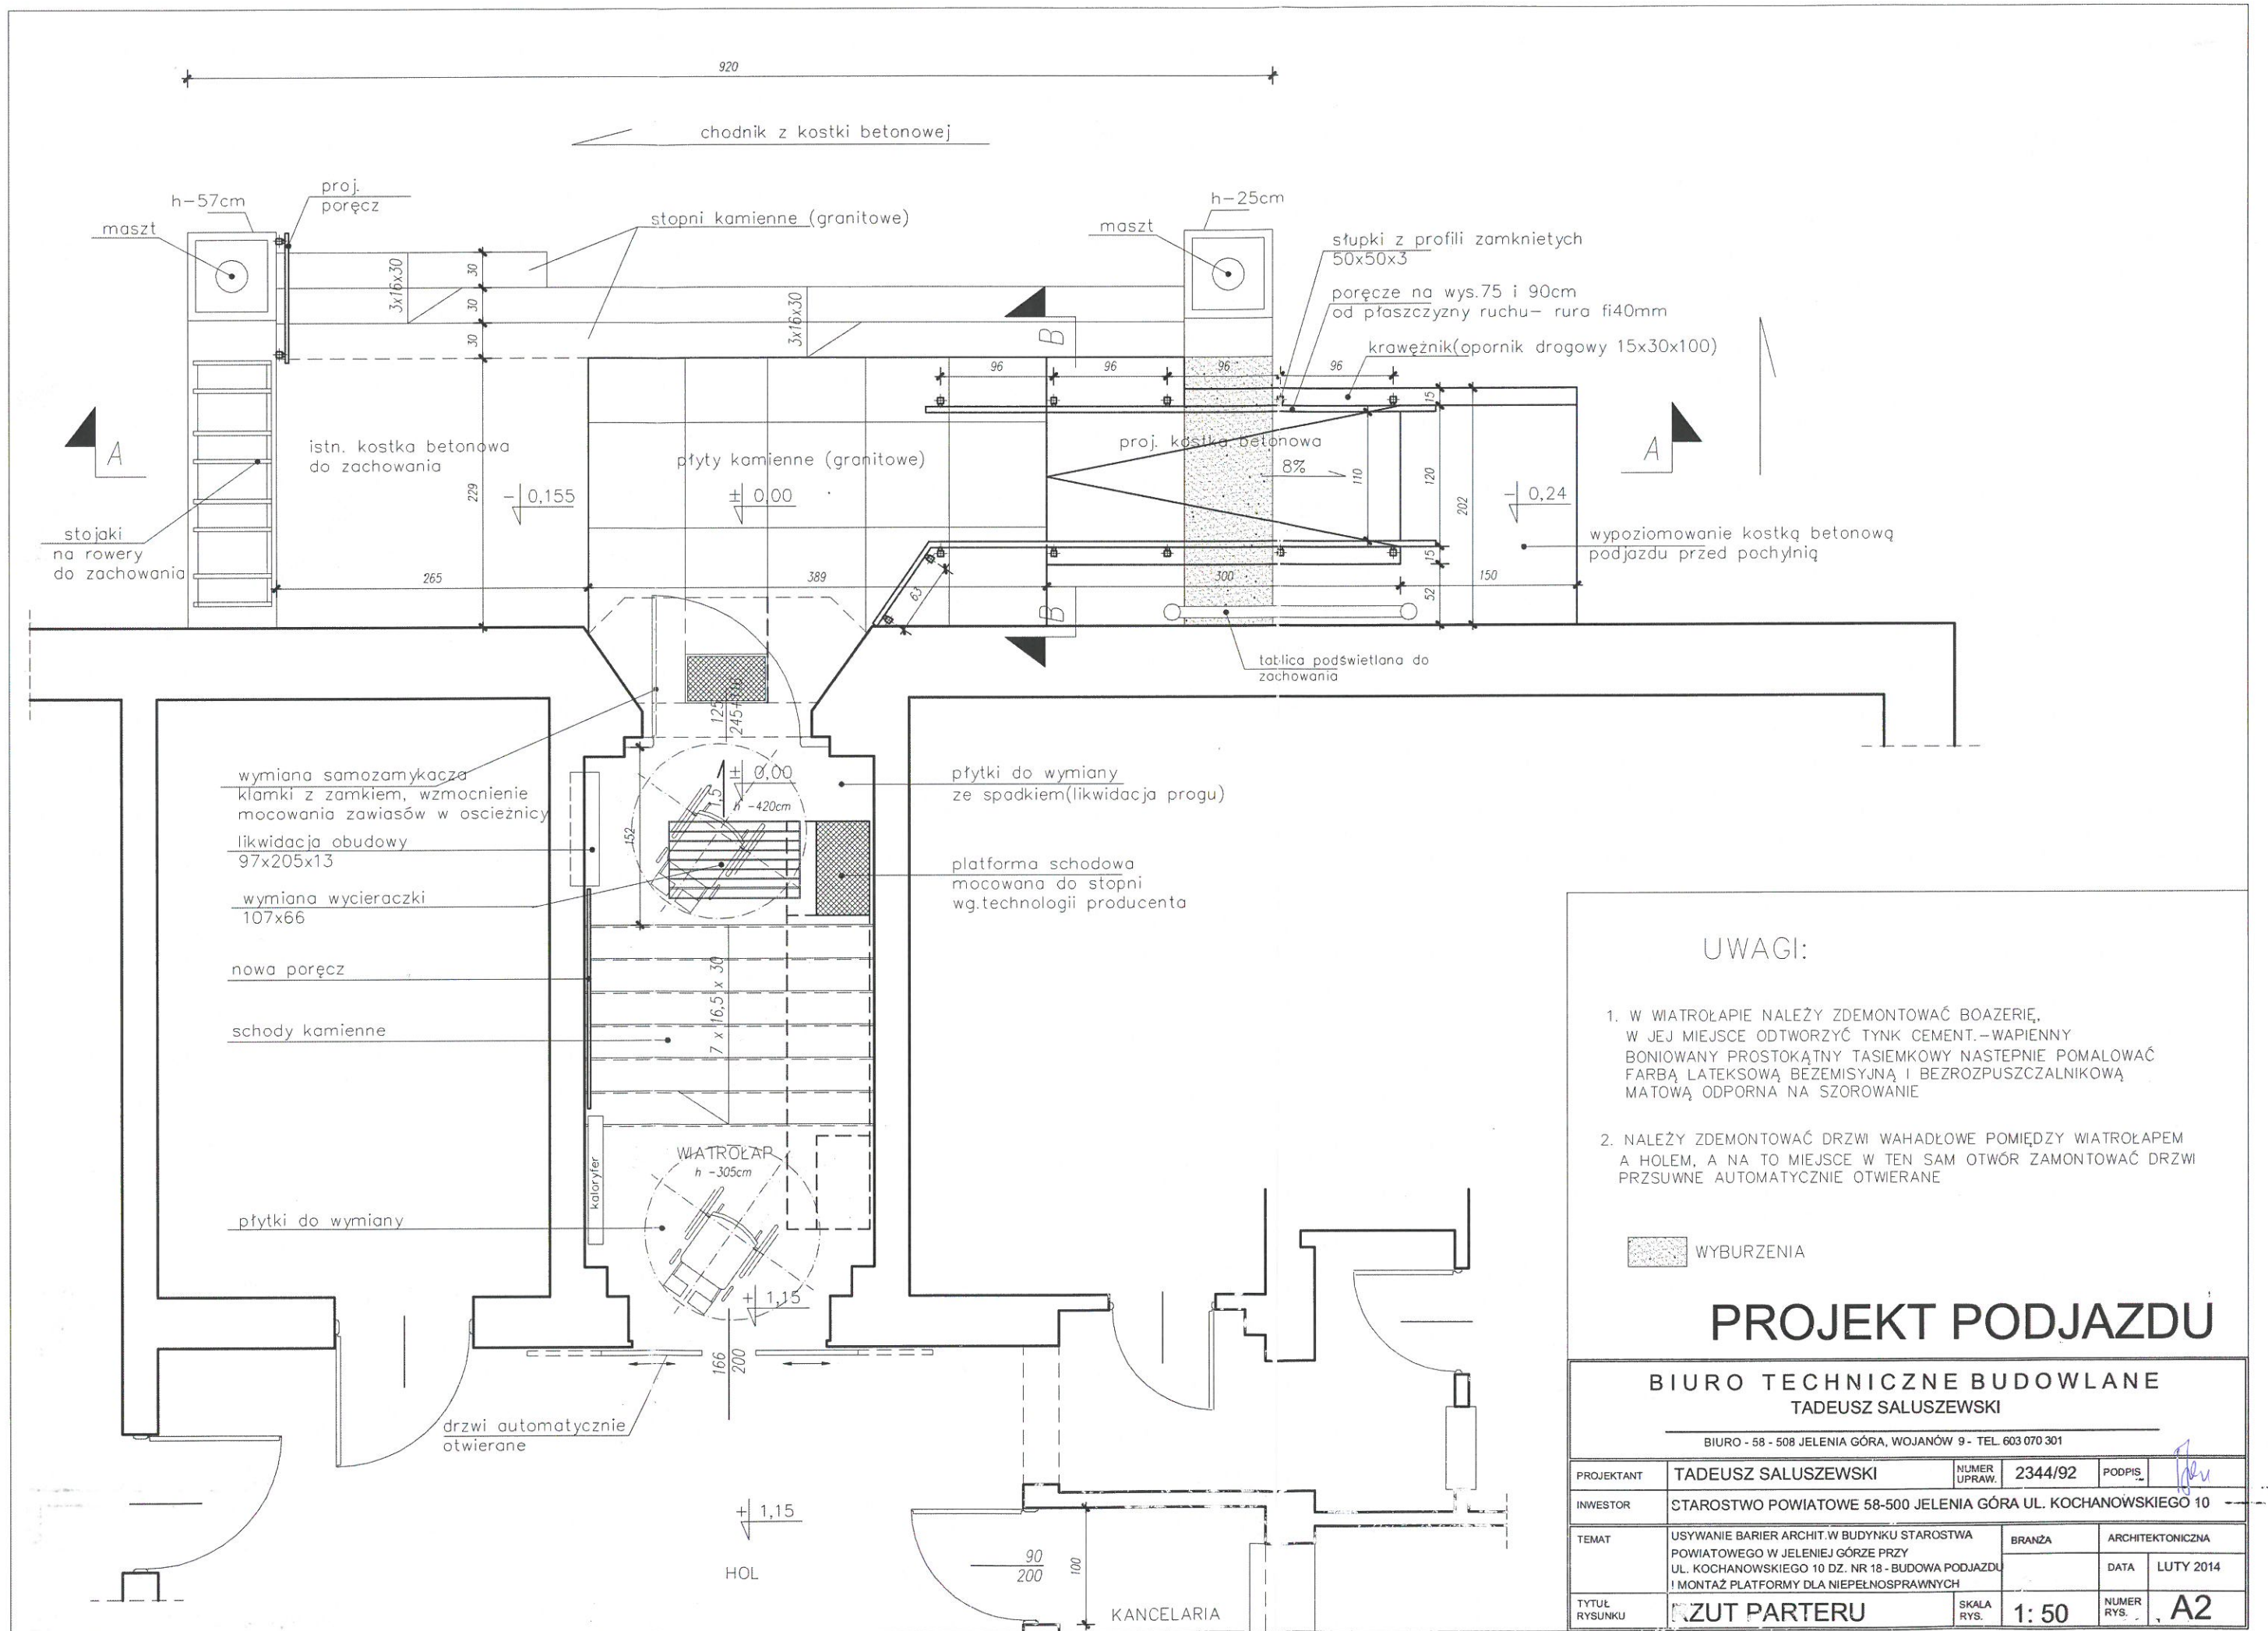 920
chodnik z kostki betonowej
h-57cm
proj.
poręcz
maszt
stopni kamienne (granitowe)
h-25cm
maszt
słupki z profili zamknietych
50x50x3
poręcze na wys.75 i 90cm
od płaszczyzny ruchu- rura fi40mm
krawężnik(opornik drogowy 15x30x100)
3x16x30
30
30
30
3x16x30
B
96
96
96
96
15
A
istn. kostka betonowa
do zachowania
płyty kamienne (granitowe)
proj. kostka betonowa
8%
A
229
- 0,155
± 0,00
110
120
202
- 0,24
stojaki
na rowery
do zachowania
wypoziomowanie kostką betonową
podjazdu przed pochylnią
265
389
63
B
300
15
52
150
tablica podświetlana do
zachowania
125
wymiana samozamykacza
klamki z zamkiem, wzmocnienie
mocowania zawiasów w oscieżnicy
± 0,00
h -420cm
1,5
152
płytki do wymiany
ze spadkiem(likwidacja progu)
likwidacja obudowy
97x205x13
platforma schodowa
mocowana do stopni
wg.technologii producenta
wymiana wycieraczki
107x66
nowa poręcz
schody kamienne
7 x 16,5 x 30
WIATROŁAP
h -305cm
kaloryfer
płytki do wymiany
+ 1,15
166
200
drzwi automatycznie
otwierane
+ 1,15
HOL
90
200
100
KANCELARIA
UWAGI:
1. W WIATROŁAPIE NALEŻY ZDEMONTOWAĆ BOAZERIĘ,
W JEJ MIEJSCE ODTWORZYĆ TYNK CEMENT.-WAPIENNY
BONIOWANY PROSTOKĄTNY TASIEMKOWY NASTEPNIE POMALOWAĆ
FARBĄ LATEKSOWĄ BEZEMISYJNĄ I BEZROZPUSZCZALNIKOWĄ
MATOWĄ ODPORNA NA SZOROWANIE
2. NALEŻY ZDEMONTOWAĆ DRZWI WAHADŁOWE POMIĘDZY WIATROŁAPEM
A HOLEM, A NA TO MIEJSCE W TEN SAM OTWÓR ZAMONTOWAĆ DRZWI
PRZSUWNE AUTOMATYCZNIE OTWIERANE
WYBURZENIA
PROJEKT PODJAZDU
BIURO TECHNICZNE BUDOWLANE
TADEUSZ SALUSZEWSKI
BIURO - 58 - 508 JELENIA GÓRA, WOJANÓW 9 - TEL. 603 070 301
PROJEKTANT TADEUSZ SALUSZEWSKI NUMER UPRAW. 2344/92 PODPIS
INWESTOR STAROSTWO POWIATOWE 58-500 JELENIA GÓRA UL. KOCHANOWSKIEGO 10
TEMAT USYWANIE BARIER ARCHIT.W BUDYNKU STAROSTWA
POWIATOWEGO W JELENIEJ GÓRZE PRZY
UL. KOCHANOWSKIEGO 10 DZ. NR 18 - BUDOWA PODJAZDU
I MONTAŻ PLATFORMY DLA NIEPEŁNOSPRAWNYCH
BRANŻA ARCHITEKTONICZNA
DATA LUTY 2014
TYTUŁ RYSUNKU RZUT PARTERU SKALA RYS. 1: 50 NUMER RYS. A2